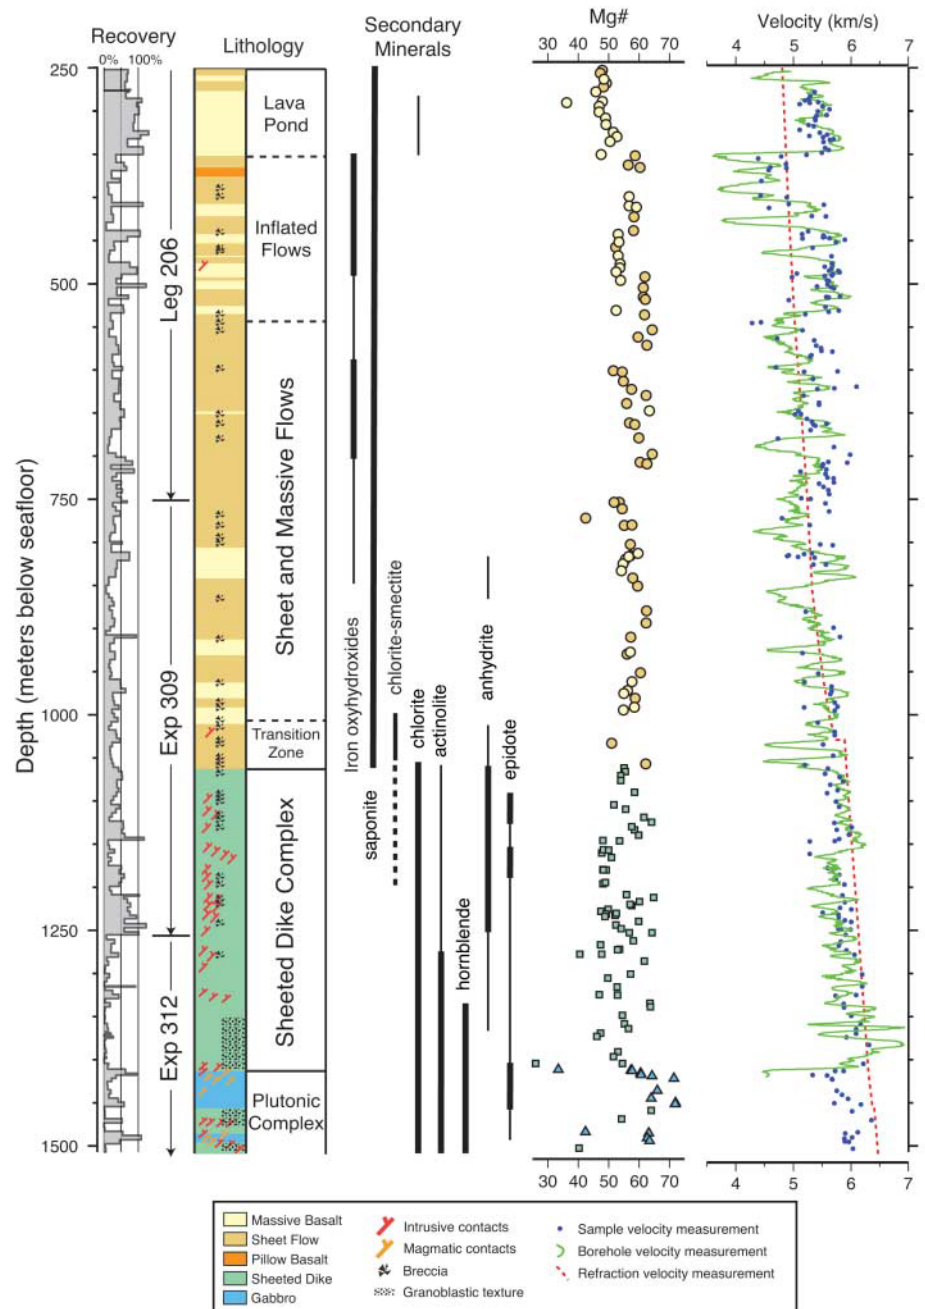 Recovery
0% 100%
Lithology
Secondary
Minerals
Mg#
30 40 50 60 70
Velocity (km/s)
4 5 6 7
Depth (meters below seafloor)
250
500
750
1000
1250
1500
Leg 206
Exp 309
Exp 312
Lava
Pond
Inflated
Flows
Sheet and Massive Flows
Transition
Zone
Sheeted Dike Complex
Plutonic
Complex
Iron oxyhydroxides
saponite
chlorite-smectite
chlorite
actinolite
hornblende
anhydrite
epidote
30 40 50 60 70
4 5 6 7
Massive Basalt
Sheet Flow
Pillow Basalt
Sheeted Dike
Gabbro
Intrusive contacts
Magmatic contacts
Breccia
Granoblastic texture
Sample velocity measurement
Borehole velocity measurement
Refraction velocity measurement